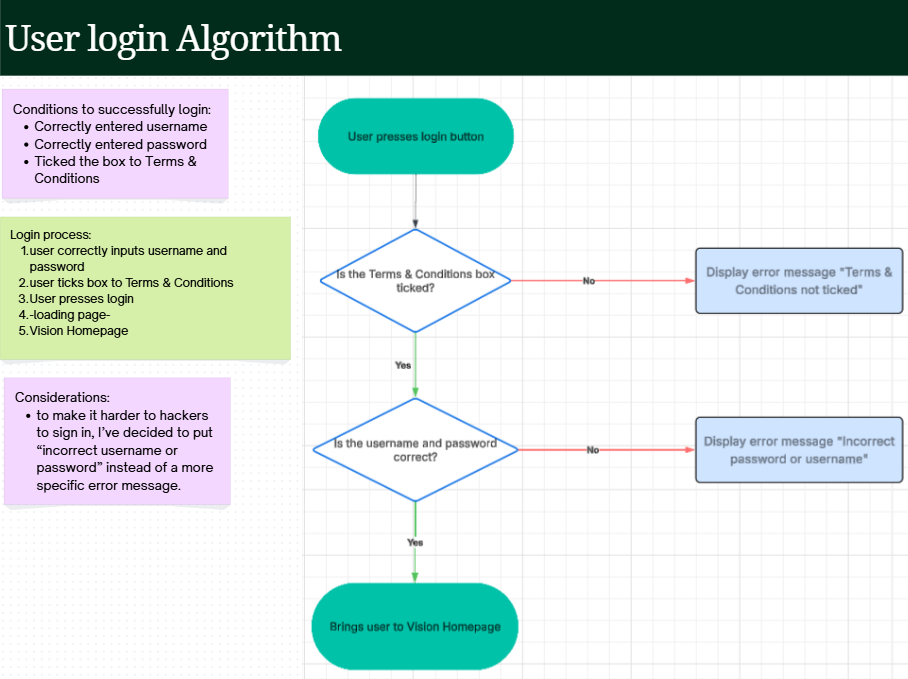 User login Algorithm
Conditions to successfully login:
• Correctly entered username
• Correctly entered password
• Ticked the box to Terms &
Conditions
Login process:
1.user correctly inputs username and
password
2.user ticks box to Terms & Conditions
3.User presses login
4.-loading page-
5.Vision Homepage
Considerations:
• to make it harder to hackers
to sign in, I've decided to put
“incorrect username or
password” instead of a more
specific error message.
User presses login button
Is the Terms & Conditions box
ticked?
No
Display error message "Terms &
Conditions not ticked"
Yes
Is the username and password
correct?
No
Display error message "Incorrect
password or username"
Yes
Brings user to Vision Homepage